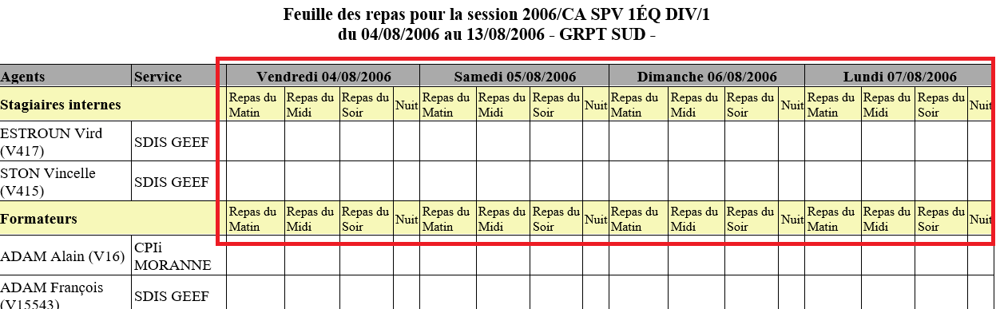 Feuille des repas pour la session 2006/CA SPV 1ÉQ DIV/1
du 04/08/2006 au 13/08/2006 - GRPT SUD -
Agents Service Vendredi 04/08/2006 Samedi 05/08/2006 Dimanche 06/08/2006 Lundi 07/08/2006
Stagiaires internes Repas du Matin Repas du Midi Repas du Soir Nuit Repas du Matin Repas du Midi Repas du Soir Nuit Repas du Matin Repas du Midi Repas du Soir Nuit Repas du Matin Repas du Midi Repas du Soir Nuit
ESTROUN Vird
(V417) SDIS GEEF
STON Vincelle
(V415) SDIS GEEF
Formateurs Repas du Matin Repas du Midi Repas du Soir Nuit Repas du Matin Repas du Midi Repas du Soir Nuit Repas du Matin Repas du Midi Repas du Soir Nuit Repas du Matin Repas du Midi Repas du Soir Nuit
ADAM Alain (V16) CPIi
MORANNE
ADAM François
(V15543) SDIS GEEF